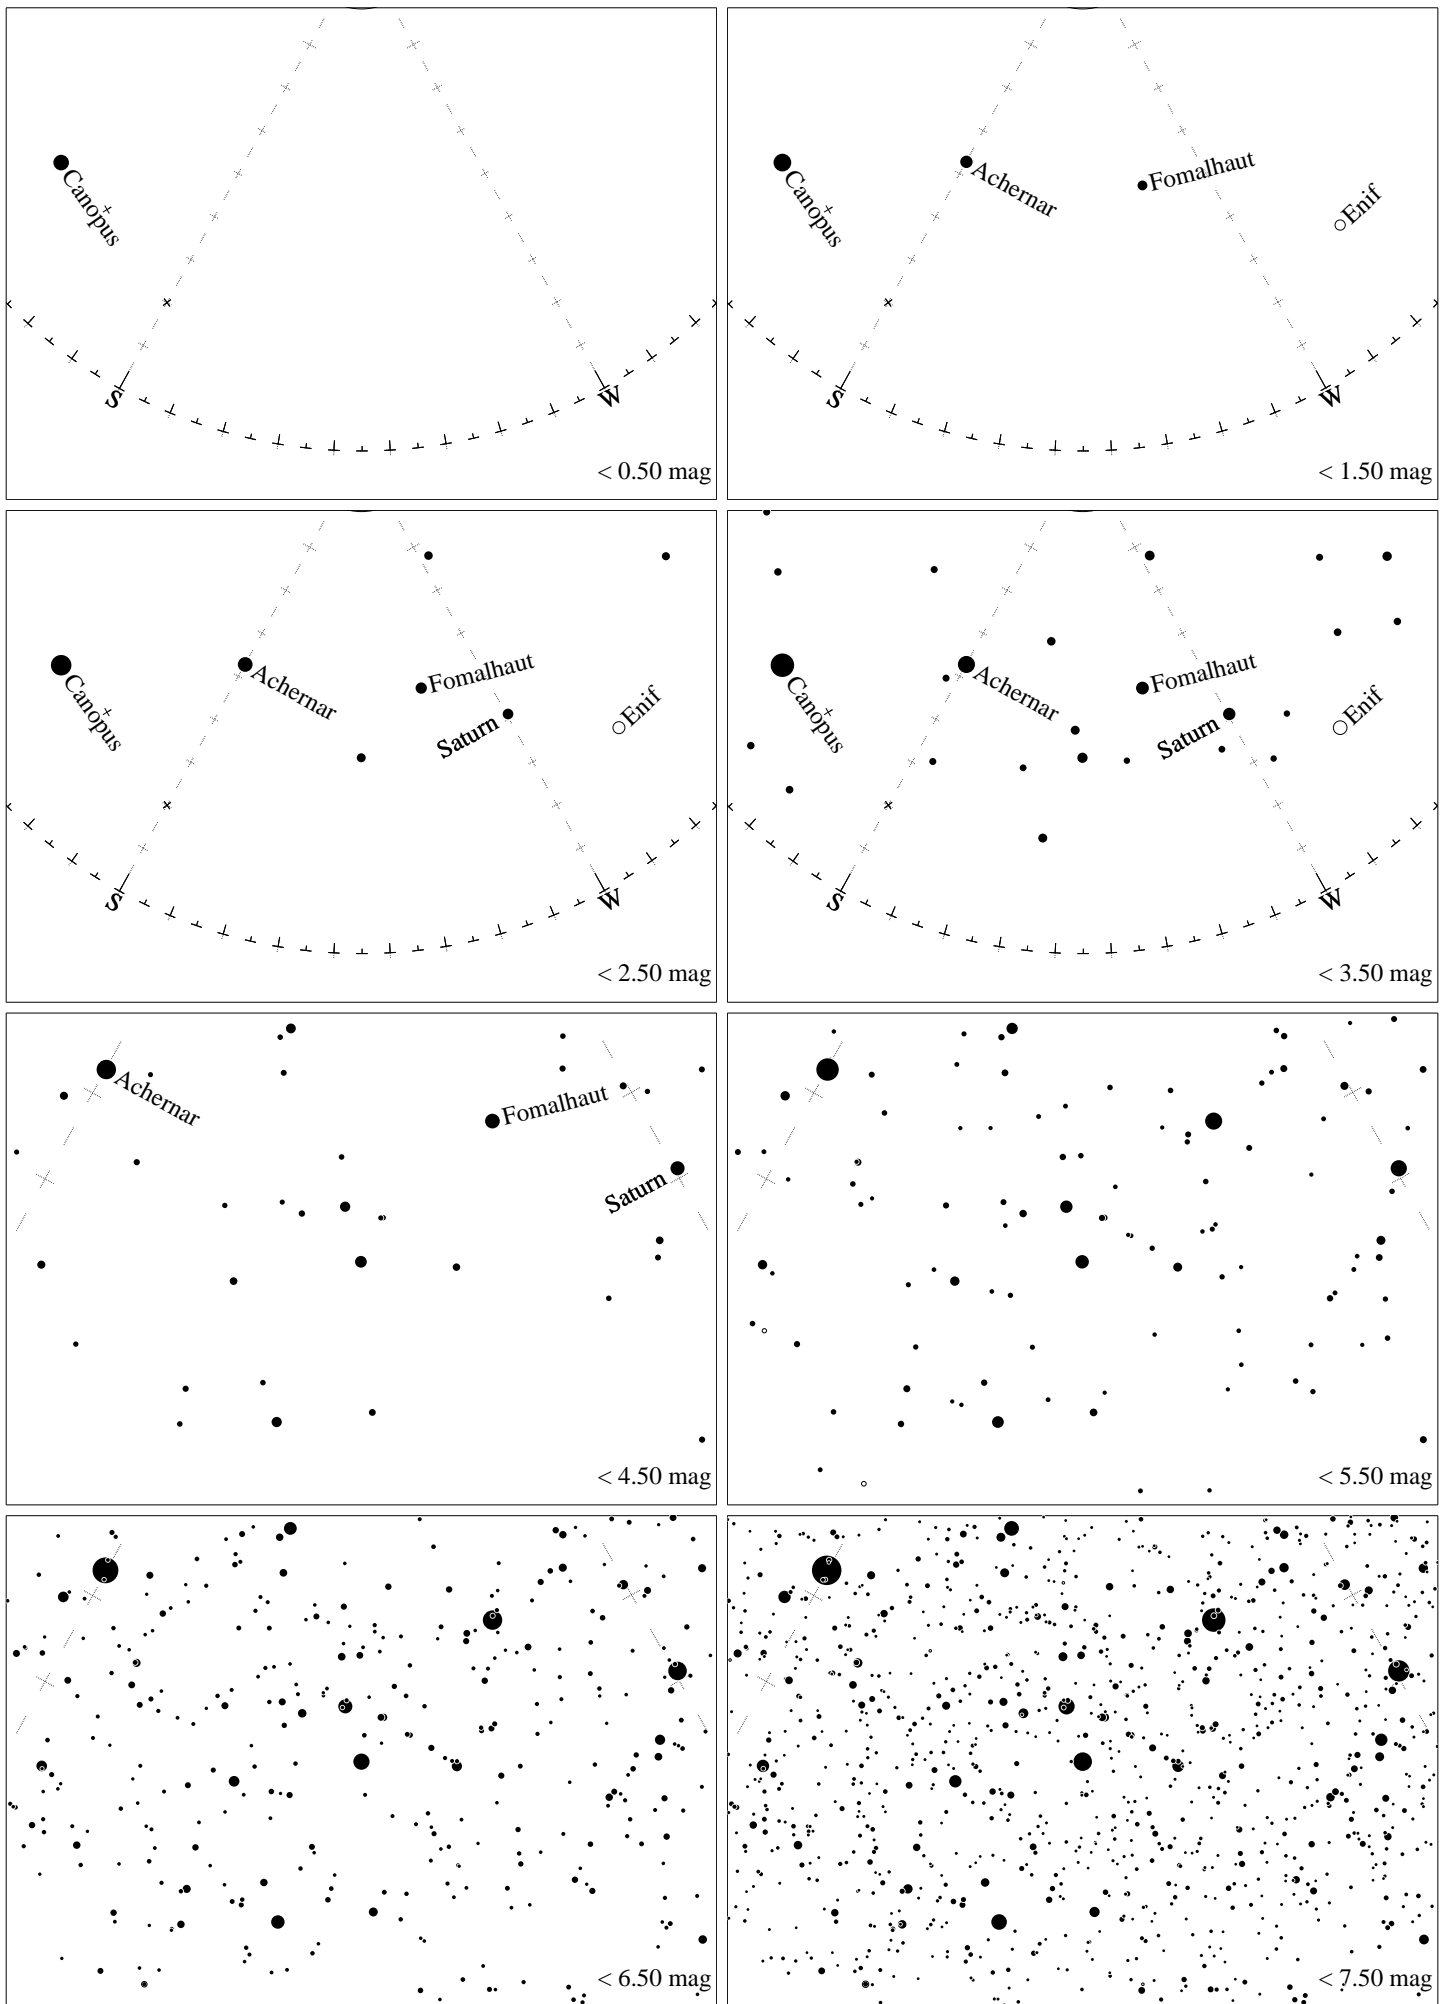 Canopus
S
W
< 0.50 mag
Canopus
Achernar
Fomalhaut
Enif
S
W
< 1.50 mag
Canopus
Achernar
Fomalhaut
Saturn
Enif
S
W
< 2.50 mag
Canopus
Achernar
Fomalhaut
Saturn
Enif
S
W
< 3.50 mag
Achernar
Fomalhaut
Saturn
< 4.50 mag
< 5.50 mag
< 6.50 mag
< 7.50 mag